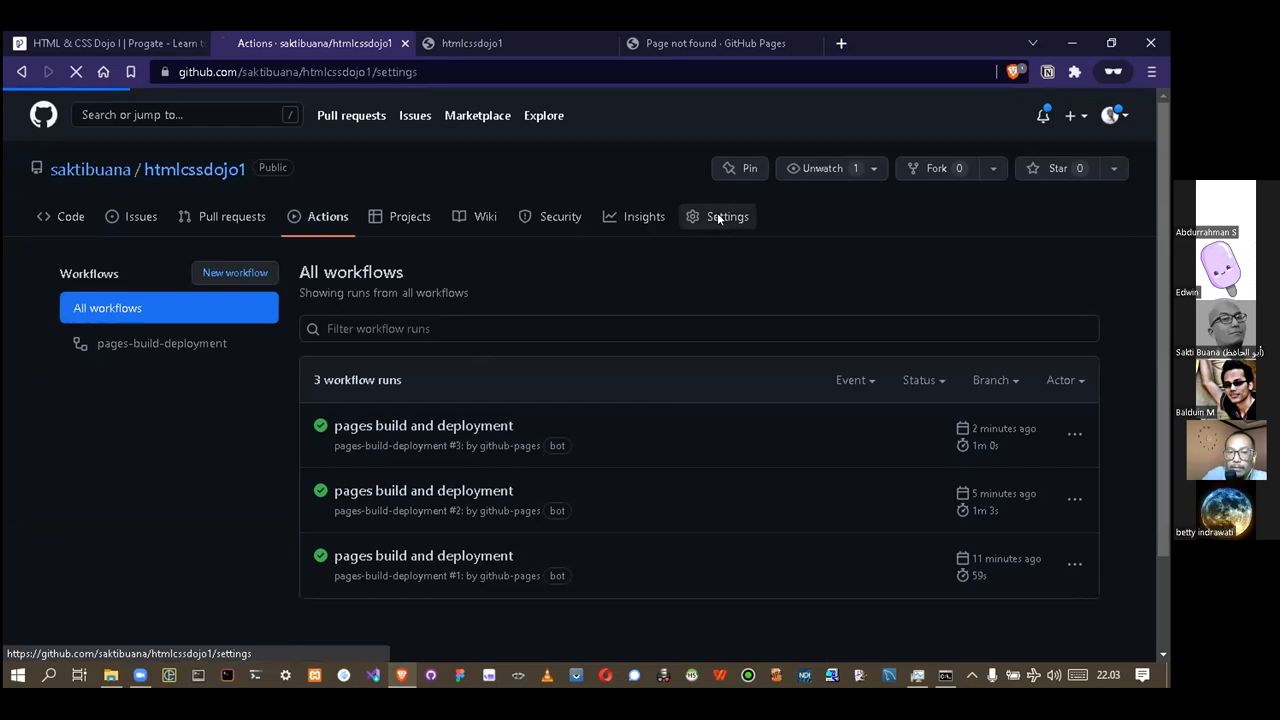 HTML & CSS Dojo I | Progate - Learn t
Actions · saktibuana/htmlcssdojo1
htmlcssdojo1
Page not found · GitHub Pages
github.com/saktibuana/htmlcssdojo1/settings
Search or jump to...
/
Pull requests
Issues
Marketplace
Explore
saktibuana / htmlcssdojo1
Public
Pin
Unwatch 1
Fork 0
Star 0
Code
Issues
Pull requests
Actions
Projects
Wiki
Security
Insights
Settings
Workflows
New workflow
All workflows
pages-build-deployment
All workflows
Showing runs from all workflows
Filter workflow runs
3 workflow runs
Event
Status
Branch
Actor
pages build and deployment
pages-build-deployment #3: by github-pages bot
2 minutes ago
1m 0s
pages build and deployment
pages-build-deployment #2: by github-pages bot
5 minutes ago
1m 3s
pages build and deployment
pages-build-deployment #1: by github-pages bot
11 minutes ago
59s
https://github.com/saktibuana/htmlcssdojo1/settings
22.03
Abdurrahman S
Edwin
Sakti Buana (أبو الحافظ)
Balduin M
betty indrawati